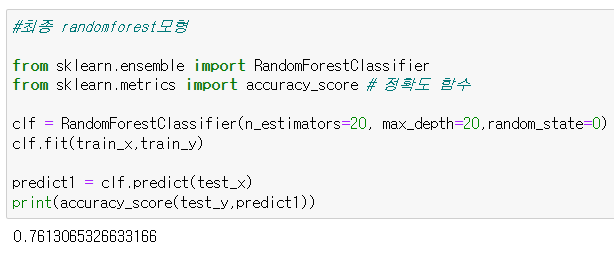 #최종 randomforest모형
from sklearn.ensemble import RandomForestClassifier
from sklearn.metrics import accuracy_score # 정확도 함수
clf = RandomForestClassifier(n_estimators=20, max_depth=20,random_state=0)
clf.fit(train_x,train_y)
predict1 = clf.predict(test_x)
print(accuracy_score(test_y,predict1))
0.7613065326633166